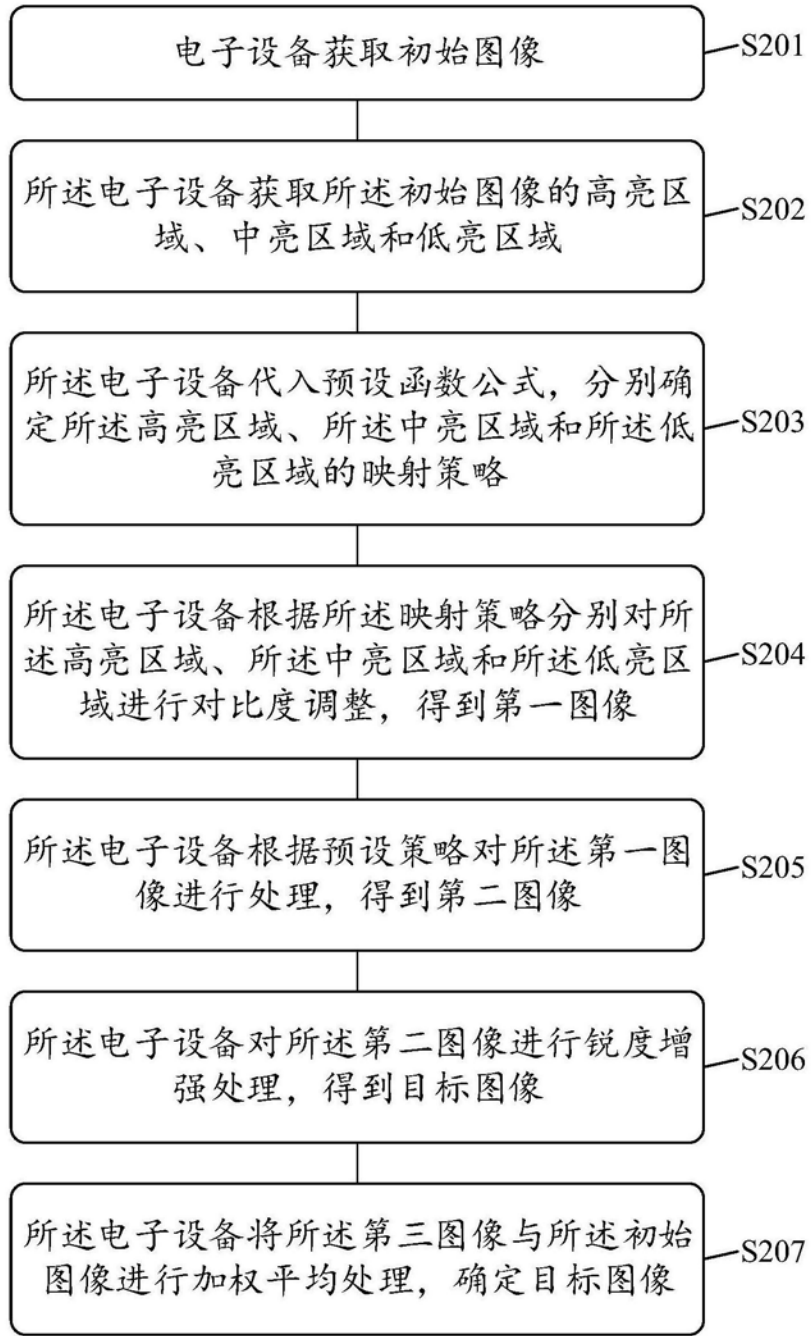 电子设备获取初始图像
S201
所述电子设备获取所述初始图像的高亮区
域、中亮区域和低亮区域
S202
所述电子设备代入预设函数公式，分别确
定所述高亮区域、所述中亮区域和所述低
亮区域的映射策略
S203
所述电子设备根据所述映射策略分别对所
述高亮区域、所述中亮区域和所述低亮区
域进行对比度调整，得到第一图像
S204
所述电子设备根据预设策略对所述第一图
像进行处理，得到第二图像
S205
所述电子设备对所述第二图像进行锐度增
强处理，得到目标图像
S206
所述电子设备将所述第三图像与所述初始
图像进行加权平均处理，确定目标图像
S207